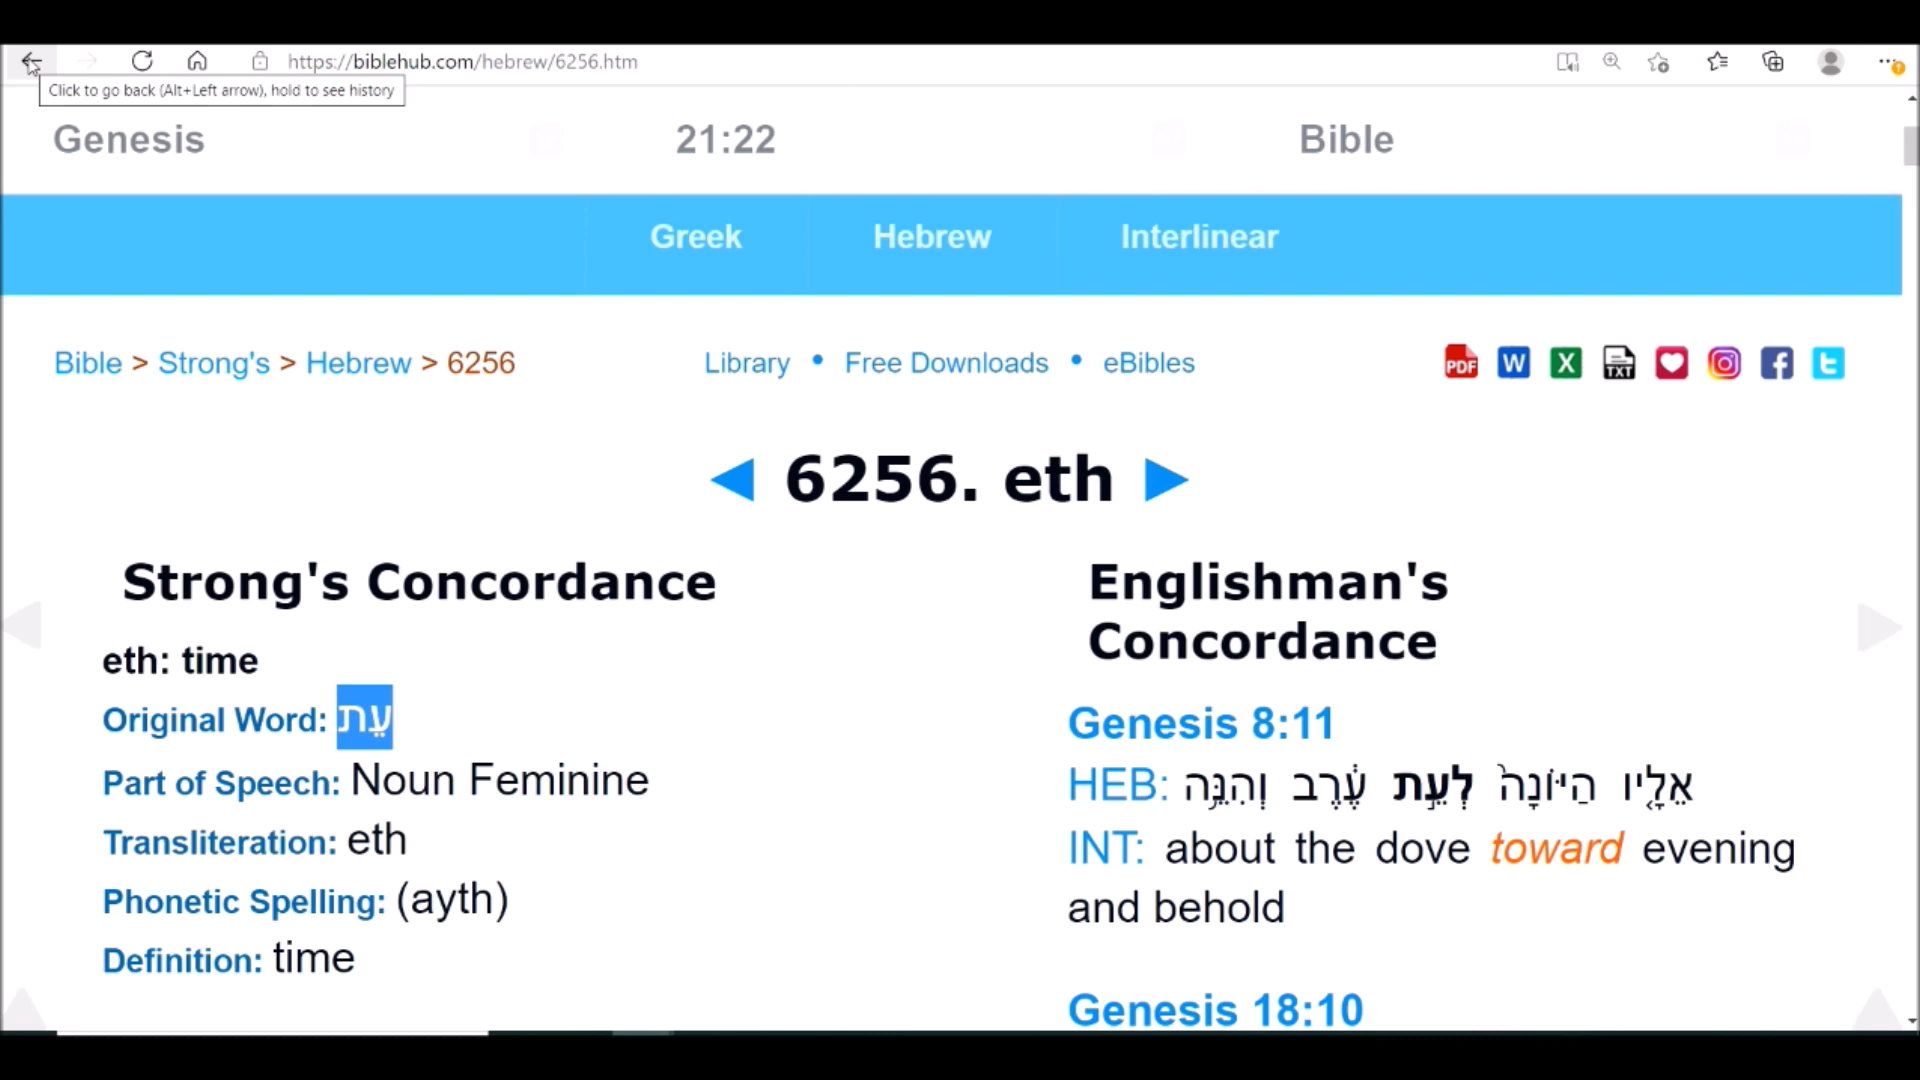 https://biblehub.com/hebrew/6256.htm
Click to go back (Alt+Left arrow), hold to see history
Genesis 21:22 Bible
Greek Hebrew Interlinear
Bible > Strong's > Hebrew > 6256 Library • Free Downloads • eBibles
PDF W X TXT
◄ 6256. eth ►
Strong's Concordance
eth: time
Original Word: עֵת
Part of Speech: Noun Feminine
Transliteration: eth
Phonetic Spelling: (ayth)
Definition: time
Englishman's
Concordance
Genesis 8:11
HEB: אֵלָ֤יו הַיּוֹנָה֙ לְעֵ֣ת עֶ֔רֶב וְהִנֵּ֥ה
INT: about the dove toward evening
and behold
Genesis 18:10